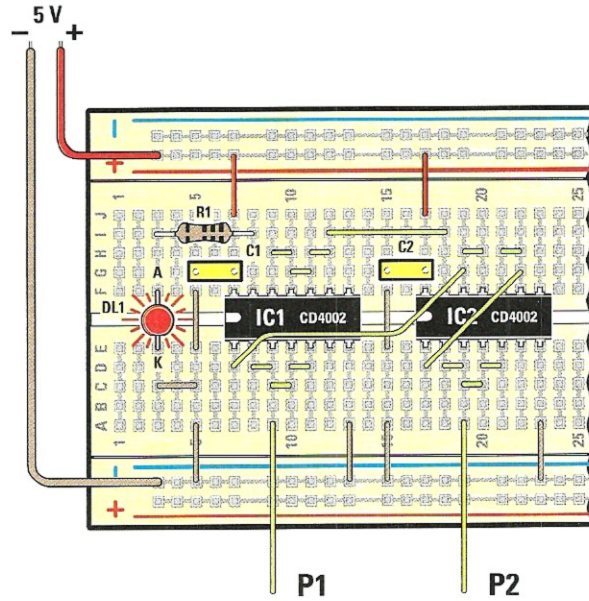 5 V
− +
−
+
1 5 10 15 20 25
J
I
H
G
F
R1
C1
C2
A
DL1
K
IC1 CD4002
IC2 CD4002
E
D
C
B
A
1 5 10 15 20 25
−
+
P1
P2